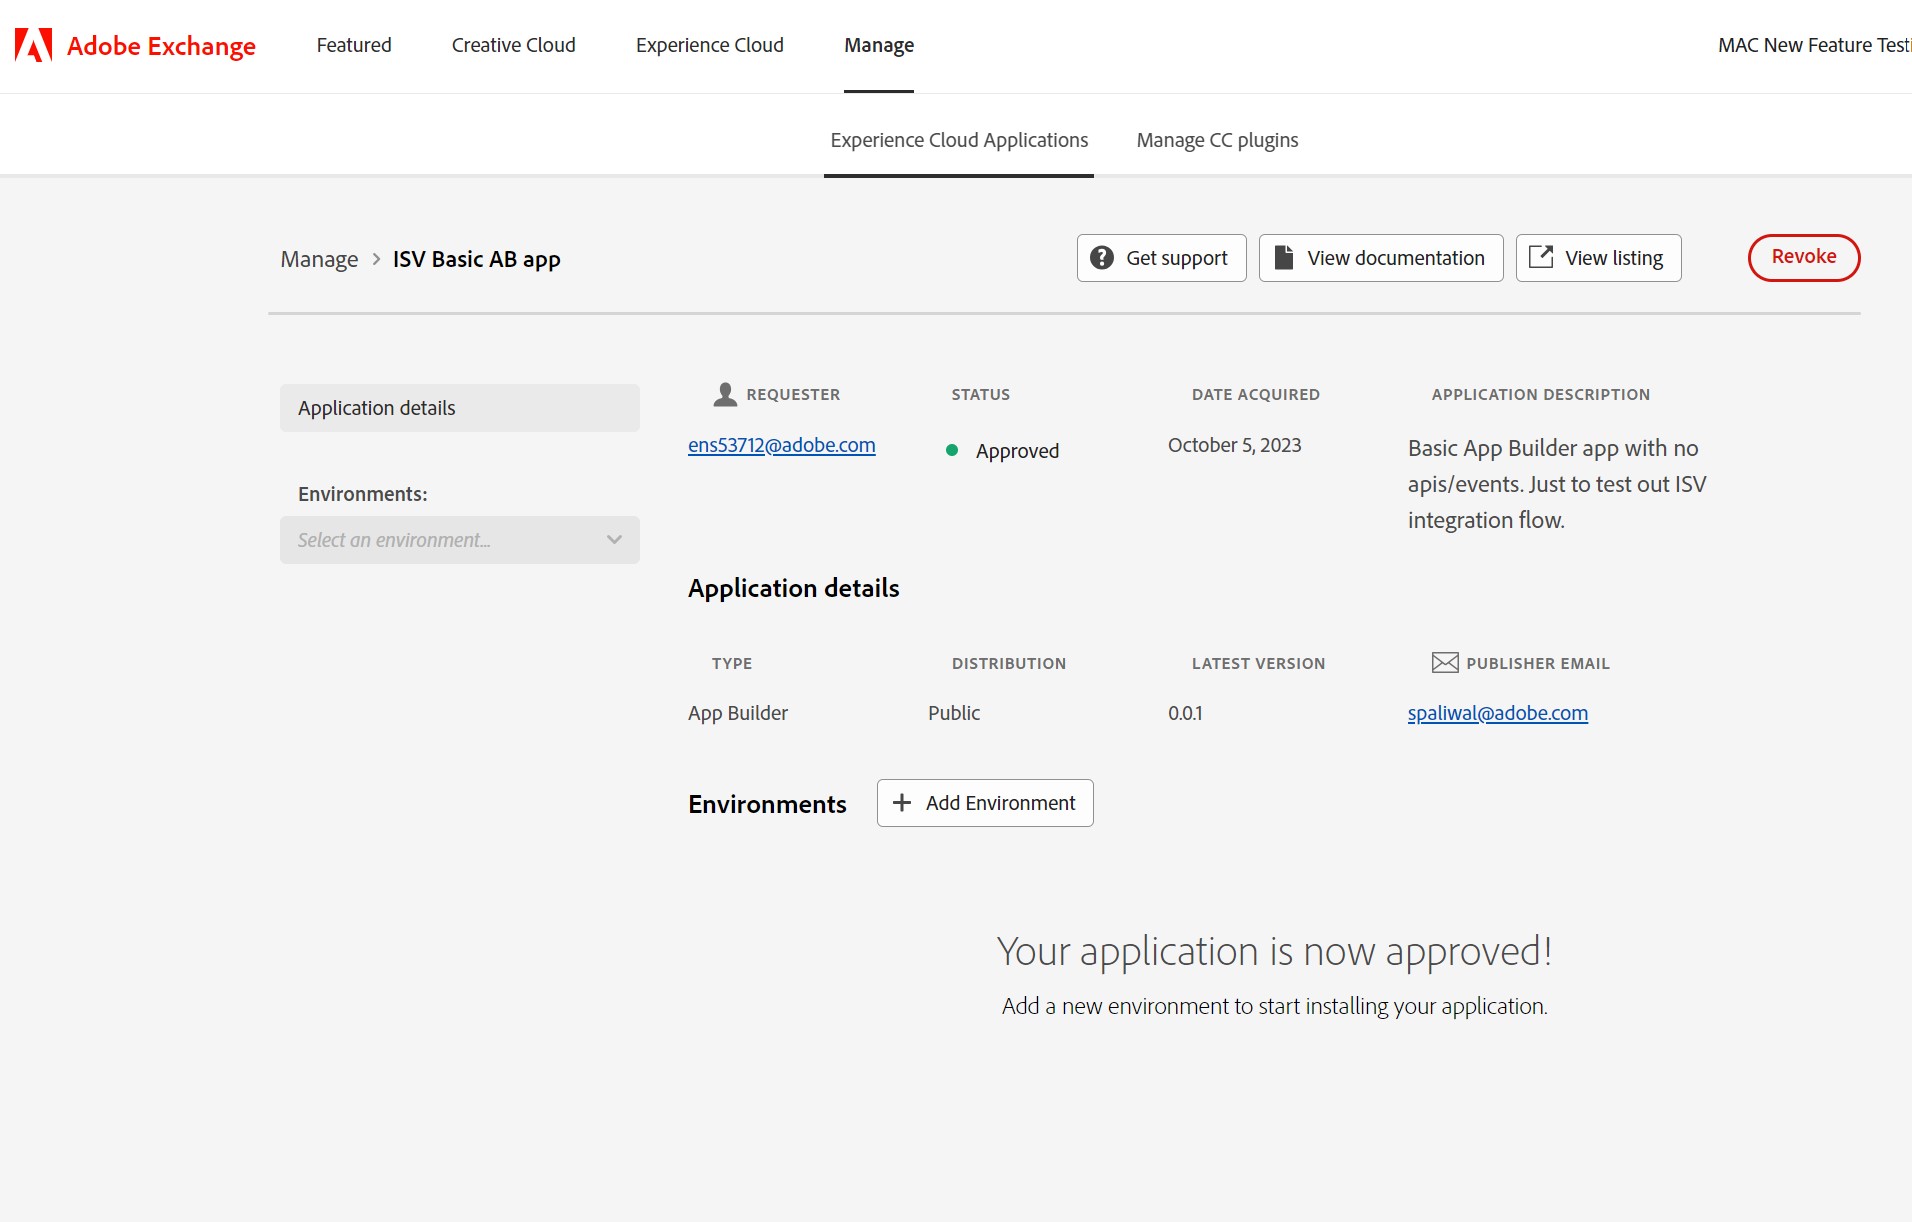 Adobe Exchange
Featured
Creative Cloud
Experience Cloud
Manage
MAC New Feature Testi
Experience Cloud Applications
Manage CC plugins
Manage > ISV Basic AB app
Get support
View documentation
View listing
Revoke
Application details
Environments:
Select an environment...
REQUESTER
ens53712@adobe.com
STATUS
Approved
DATE ACQUIRED
October 5, 2023
APPLICATION DESCRIPTION
Basic App Builder app with no
apis/events. Just to test out ISV
integration flow.
Application details
TYPE
App Builder
DISTRIBUTION
Public
LATEST VERSION
0.0.1
PUBLISHER EMAIL
spaliwal@adobe.com
Environments
Add Environment
Your application is now approved!
Add a new environment to start installing your application.